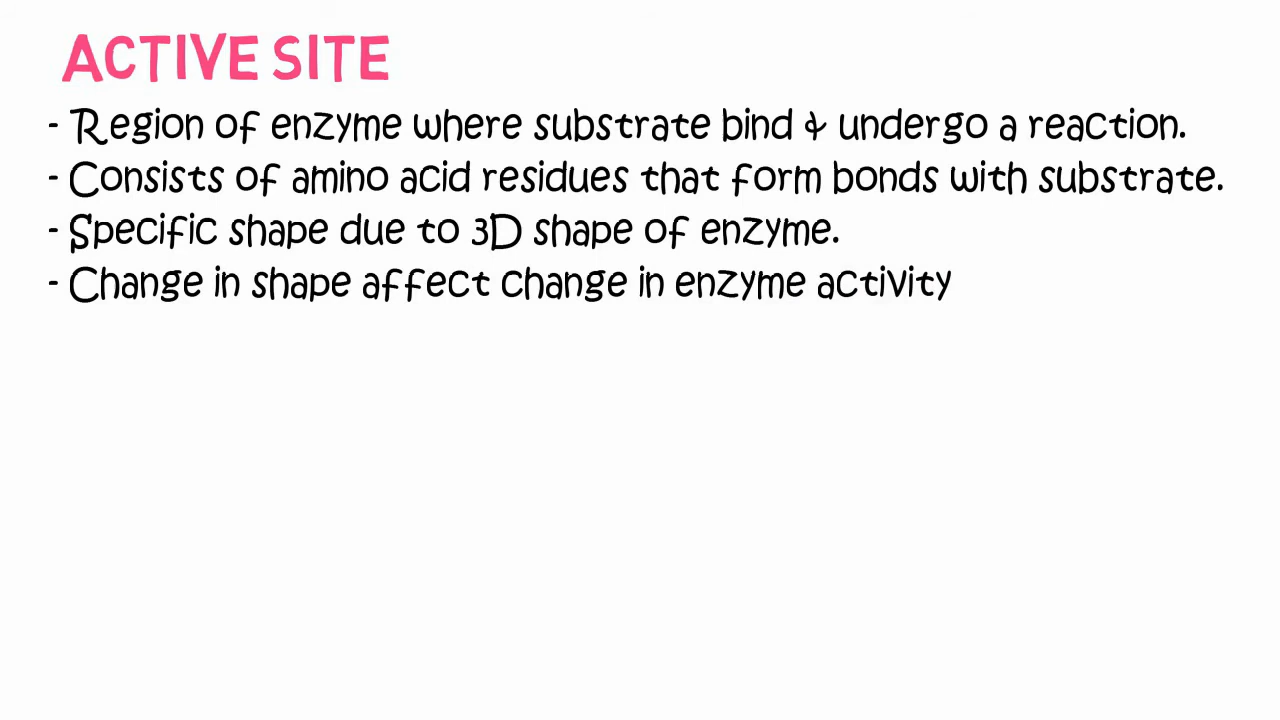 ACTIVE SITE
- Region of enzyme where substrate bind & undergo a reaction.
- Consists of amino acid residues that form bonds with substrate.
- Specific shape due to 3D shape of enzyme.
- Change in shape affect change in enzyme activity